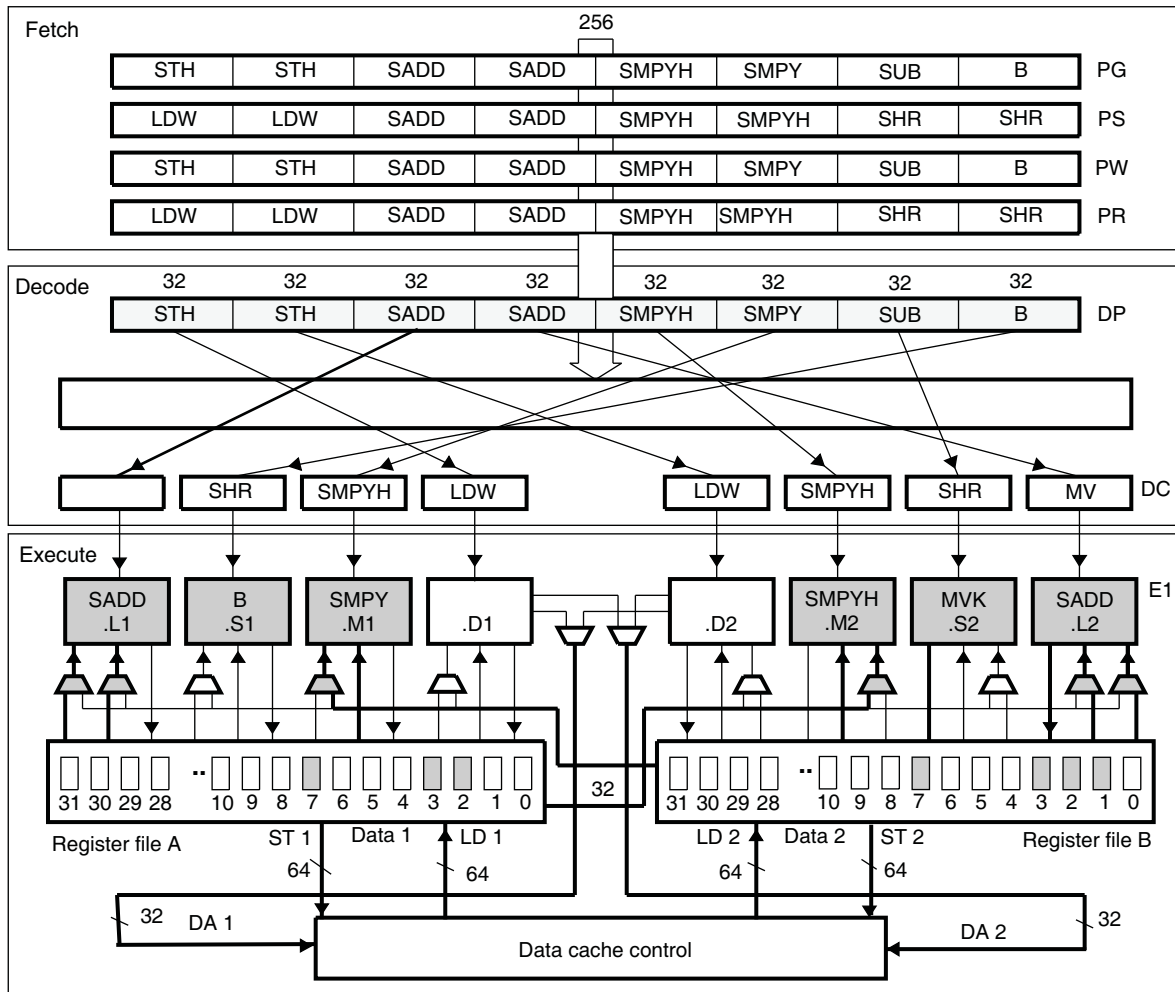 Fetch
256
STH STH SADD SADD SMPYH SMPY SUB B PG
LDW LDW SADD SADD SMPYH SMPYH SHR SHR PS
STH STH SADD SADD SMPYH SMPY SUB B PW
LDW LDW SADD SADD SMPYH SMPYH SHR SHR PR
Decode
32 32 32 32 32 32 32 32
STH STH SADD SADD SMPYH SMPY SUB B DP
SHR SMPYH LDW LDW SMPYH SHR MV DC
Execute
SADD B SMPY SMPYH MVK SADD E1
.L1 .S1 .M1 .D1 .D2 .M2 .S2 .L2
31 30 29 28 .. 10 9 8 7 6 5 4 3 2 1 0
32
31 30 29 28 .. 10 9 8 7 6 5 4 3 2 1 0
Register file A ST 1 Data 1 LD 1 LD 2 Data 2 ST 2 Register file B
64 64 64 64
32 DA 1 DA 2 32
Data cache control